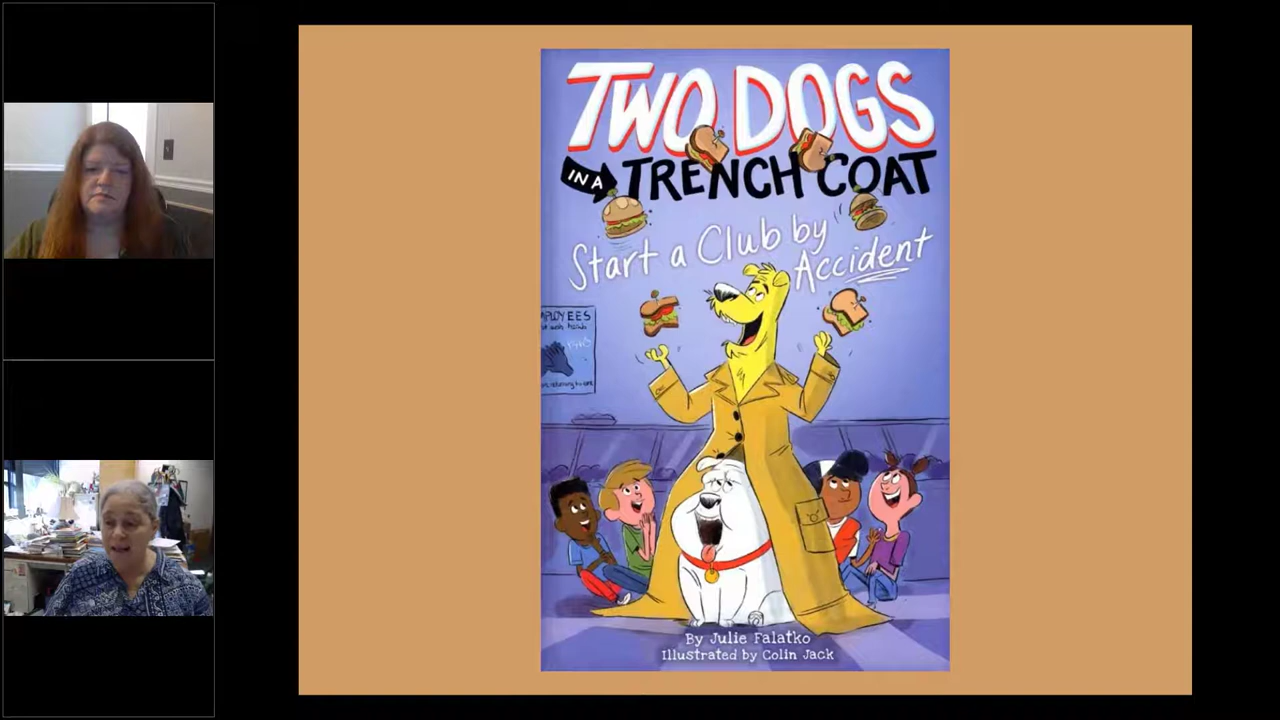 TWO DOGS
IN A
TRENCH COAT
Start a Club by
Accident
By Julie Falatko
Illustrated by Colin Jack